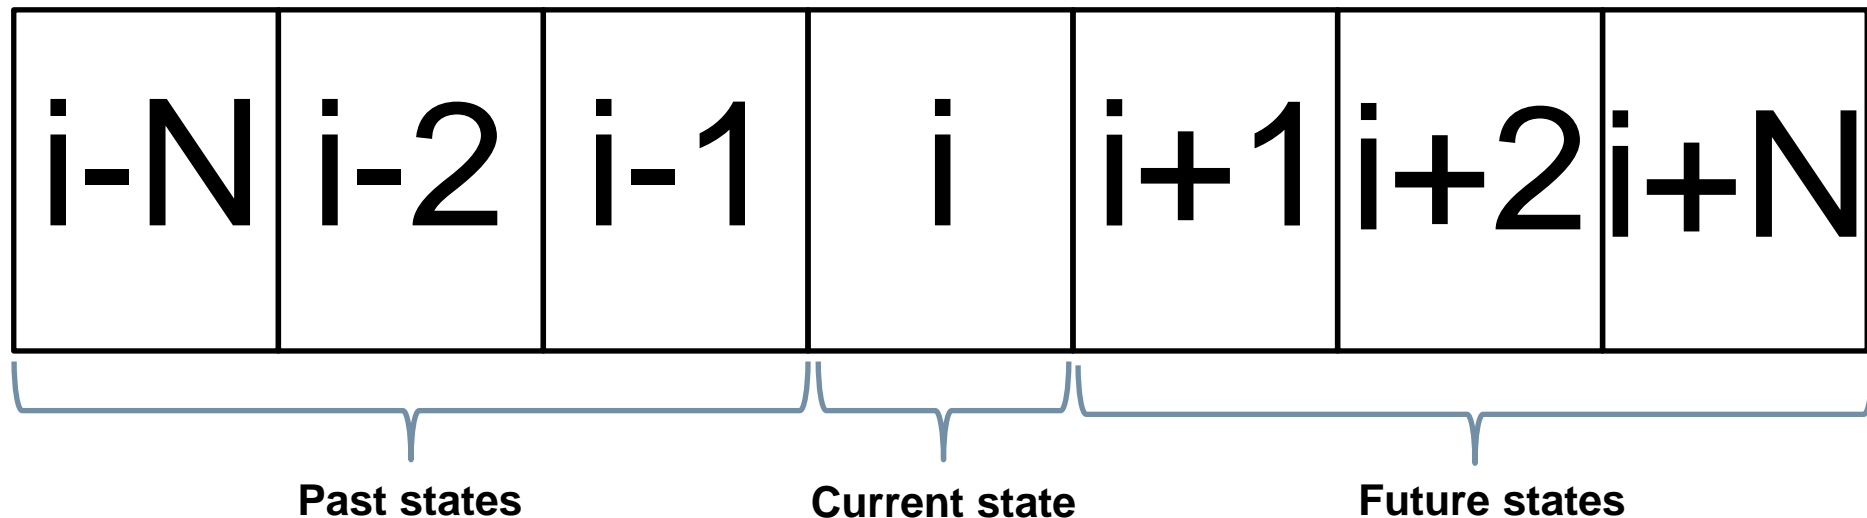 i-N i-2 i-1 i i+1 i+2 i+N
Past states Current state Future states